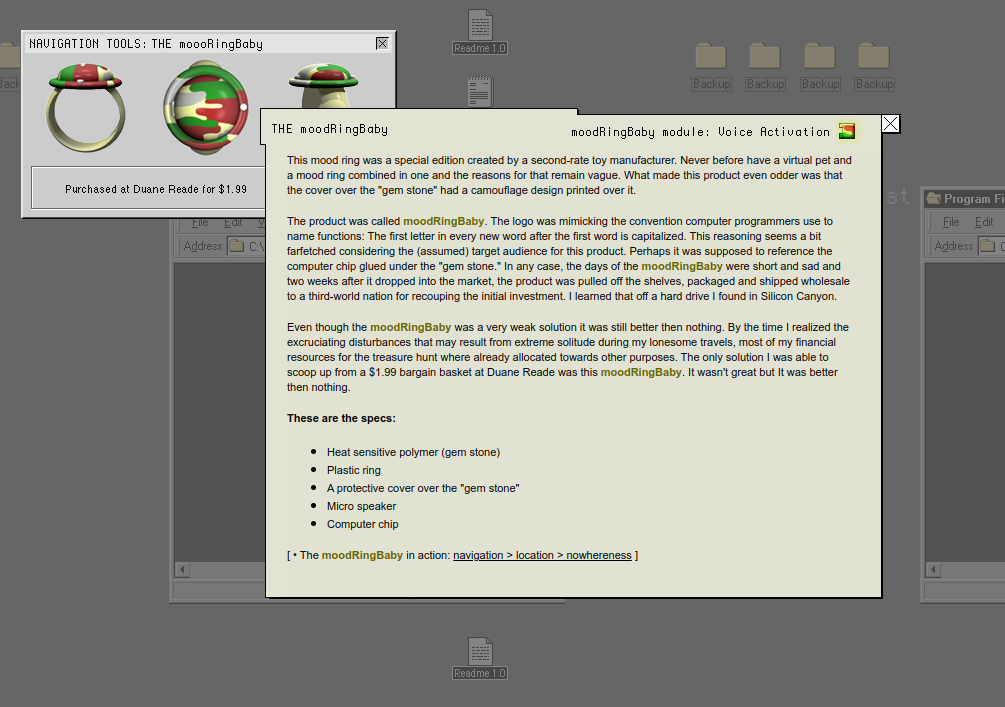 Readme 1.0
NAVIGATION TOOLS: THE moooRingBaby
Backup
Backup
Backup
Backup
THE moodRingBaby
moodRingBaby module: Voice Activation
This mood ring was a special edition created by a second-rate toy manufacturer. Never before have a virtual pet and
a mood ring combined in one and the reasons for that remain vague. What made this product even odder was that
the cover over the "gem stone" had a camouflage design printed over it.
Purchased at Duane Reade for $1.99
The product was called moodRingBaby. The logo was mimicking the convention computer programmers use to
name functions: The first letter in every new word after the first word is capitalized. This reasoning seems a bit
farfetched considering the (assumed) target audience for this product. Perhaps it was supposed to reference the
computer chip glued under the "gem stone." In any case, the days of the moodRingBaby were short and sad and
two weeks after it dropped into the market, the product was pulled off the shelves, packaged and shipped wholesale
to a third-world nation for recouping the initial investment. I learned that off a hard drive I found in Silicon Canyon.
Even though the moodRingBaby was a very weak solution it was still better then nothing. By the time I realized the
excruciating disturbances that may result from extreme solitude during my lonesome travels, most of my financial
resources for the treasure hunt where already allocated towards other purposes. The only solution I was able to
scoop up from a $1.99 bargain basket at Duane Reade was this moodRingBaby. It wasn't great but It was better
then nothing.
These are the specs:
• Heat sensitive polymer (gem stone)
• Plastic ring
• A protective cover over the "gem stone"
• Micro speaker
• Computer chip
[ • The moodRingBaby in action: navigation > location > nowhereness ]
File Edit
Address C:\
Program Fi
File Edit
Address
Readme 1.0